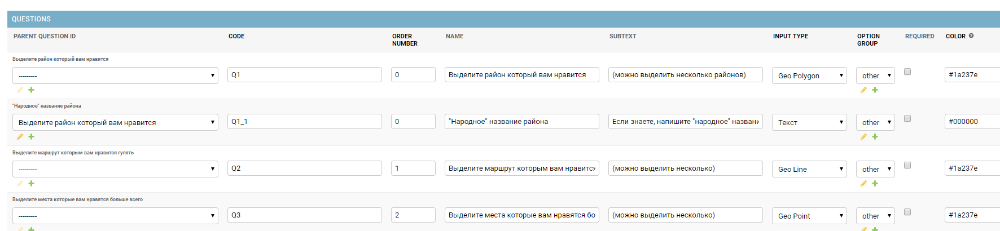 QUESTIONS
PARENT QUESTION ID CODE ORDER NUMBER NAME SUBTEXT INPUT TYPE OPTION GROUP REQUIRED COLOR ?
Выделите район который вам нравится
--------- Q1 0 Выделите район который вам нравится (можно выделить несколько районов) Geo Polygon other #1a237e
"Народное" название района
Выделите район который вам нравится Q1_1 0 "Народное" название района Если знаете, напишите "народное" названи Текст other #000000
Выделите маршрут которым вам нравится гулять
--------- Q2 1 Выделите маршрут которым вам нравится (можно выделить несколько) Geo Line other #1a237e
Выделите места которые вам нравятся больше всего
--------- Q3 2 Выделите места которые вам нравятся бо (можно выделить несколько) Geo Point other #1a237e